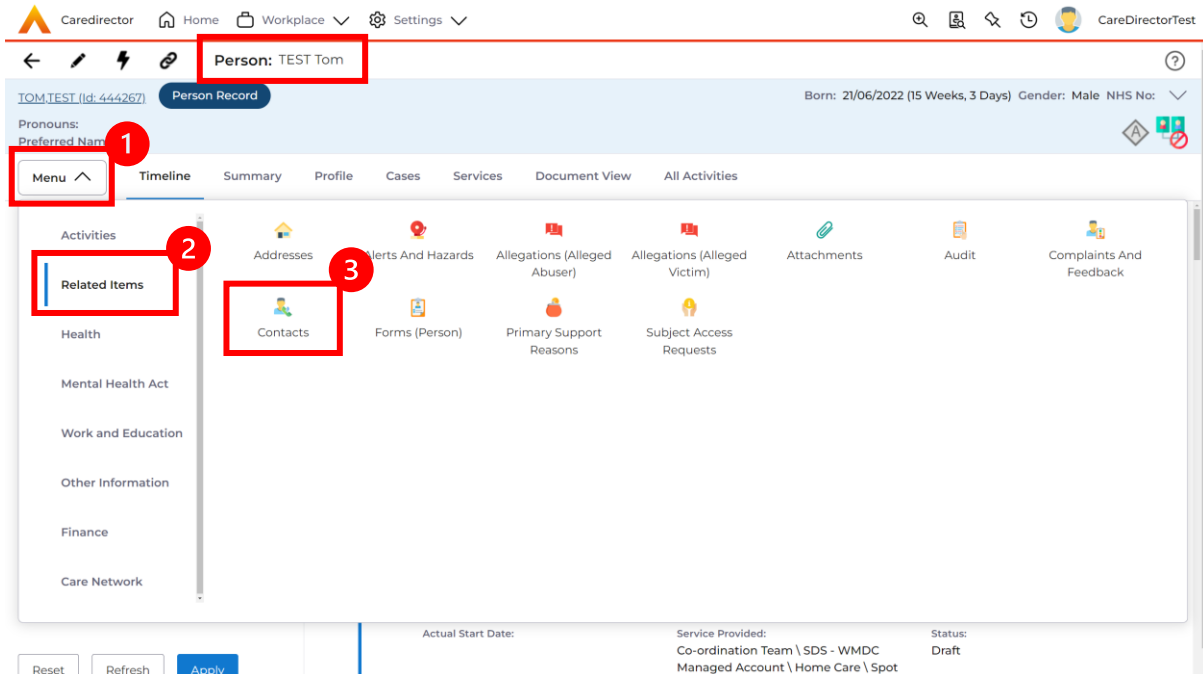 Caredirector Home Workplace Settings CareDirectorTest
Person: TEST Tom
TOM,TEST (Id: 444267) Person Record Born: 21/06/2022 (15 Weeks, 3 Days) Gender: Male NHS No:
Pronouns:
A
Preferred Nam
1
Menu Timeline Summary Profile Cases Services Document View All Activities
Activities
2
Related Items
Health
Mental Health Act
Work and Education
Other Information
Finance
Care Network
3
Addresses Alerts And Hazards Allegations (Alleged Allegations (Alleged Attachments Audit Complaints And
Abuser) Victim) Feedback
Contacts Forms (Person) Primary Support Subject Access
Reasons Requests
Actual Start Date: Service Provided: Status:
Co-ordination Team \ SDS - WMDC Draft
Managed Account \ Home Care \ Spot
Reset Refresh Apply